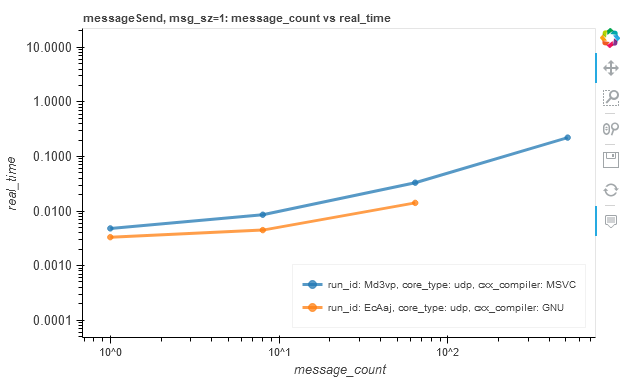 messageSend, msg_sz=1: message_count vs real_time
10.0000
1.0000
0.1000
0.0100
0.0010
0.0001
real_time
run_id: Md3vp, core_type: udp, cxx_compiler: MSVC
run_id: EcAaj, core_type: udp, cxx_compiler: GNU
10^0
10^1
10^2
message_count